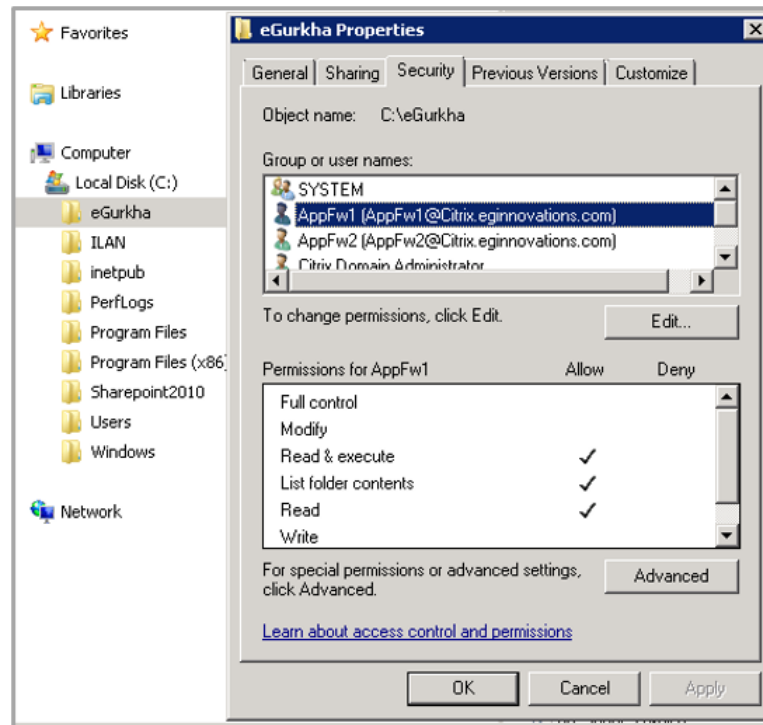 Favorites
Libraries
Computer
Local Disk (C:)
eGurkha
ILAN
inetpub
PerfLogs
Program Files
Program Files (x86)
Sharepoint2010
Users
Windows
Network
eGurkha Properties
General Sharing Security Previous Versions Customize
Object name: C:\eGurkha
Group or user names:
SYSTEM
AppFw1 (AppFw1@Citrix.eginnovations.com)
AppFw2 (AppFw2@Citrix.eginnovations.com)
Citrix Domain Administrator
To change permissions, click Edit.
Edit...
Permissions for AppFw1 Allow Deny
Full control
Modify
Read & execute
List folder contents
Read
Write
For special permissions or advanced settings,
click Advanced.
Advanced
Learn about access control and permissions
OK Cancel Apply